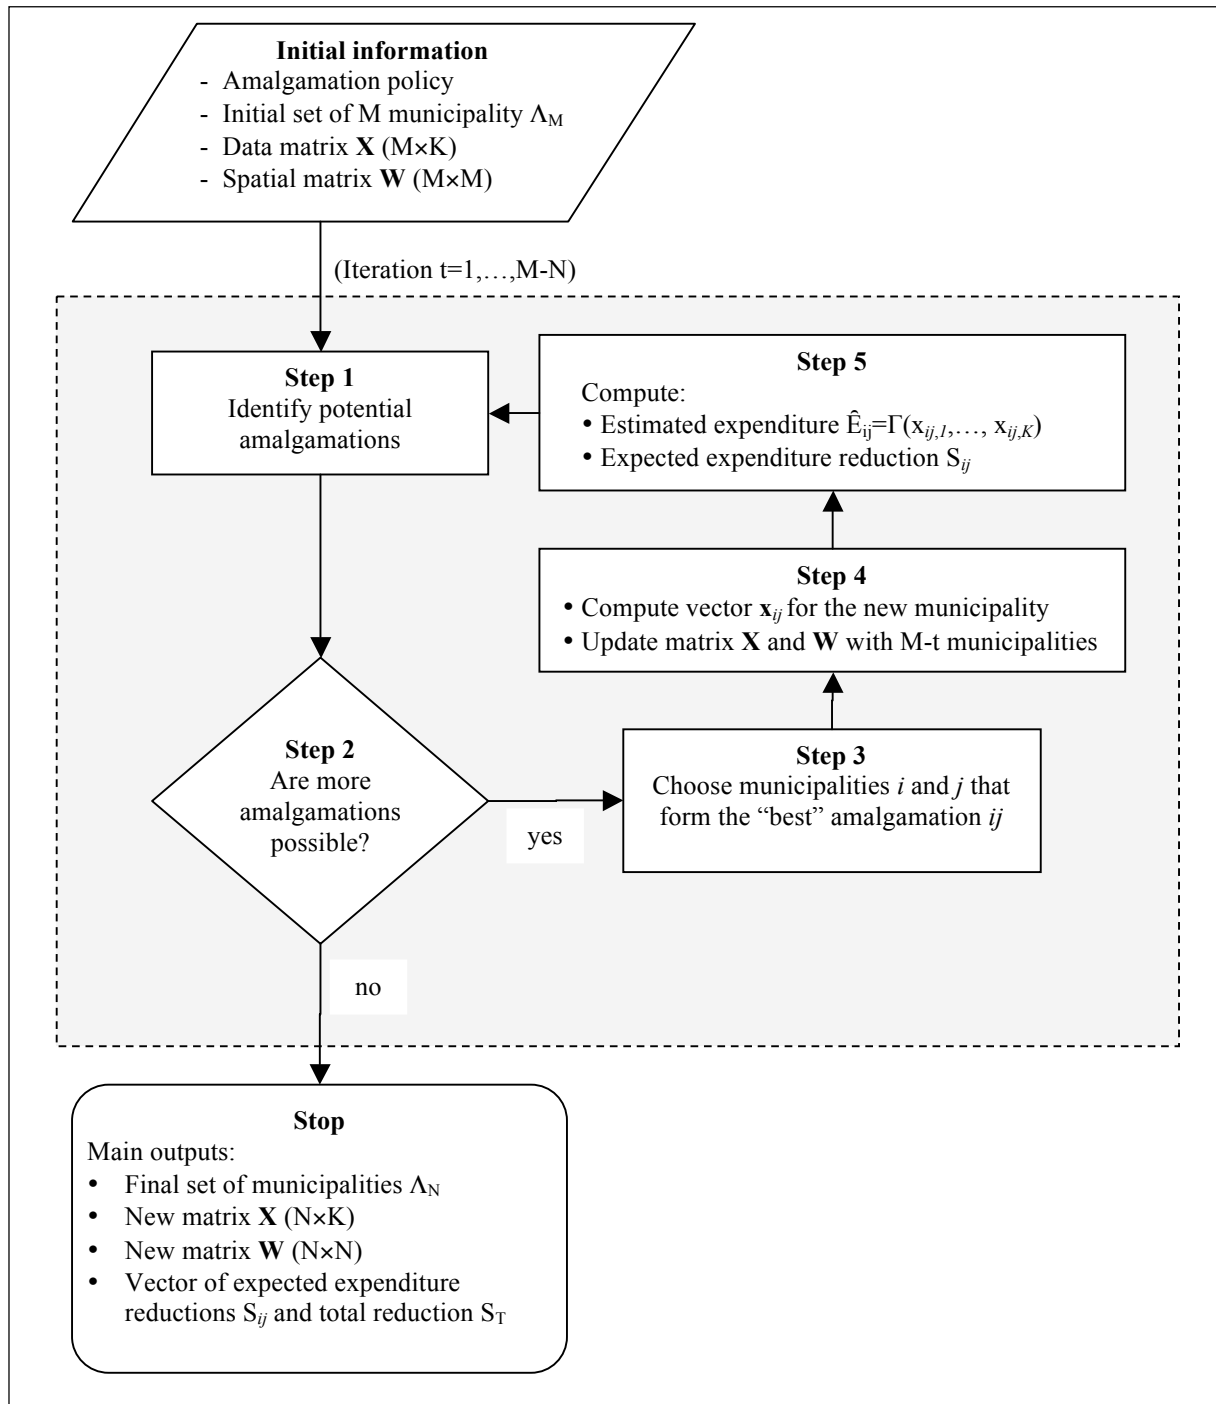 Initial information
- Amalgamation policy
- Initial set of M municipality Λ_M
- Data matrix X (M×K)
- Spatial matrix W (M×M)
(Iteration t=1,…,M-N)
Step 1
Identify potential
amalgamations
Step 2
Are more
amalgamations
possible?
yes
no
Step 3
Choose municipalities i and j that
form the “best” amalgamation ij
Step 4
• Compute vector x_ij for the new municipality
• Update matrix X and W with M-t municipalities
Step 5
Compute:
• Estimated expenditure Ê_ij=Γ(x_ij,1,…, x_ij,K)
• Expected expenditure reduction S_ij
Stop
Main outputs:
• Final set of municipalities Λ_N
• New matrix X (N×K)
• New matrix W (N×N)
• Vector of expected expenditure
reductions S_ij and total reduction S_T